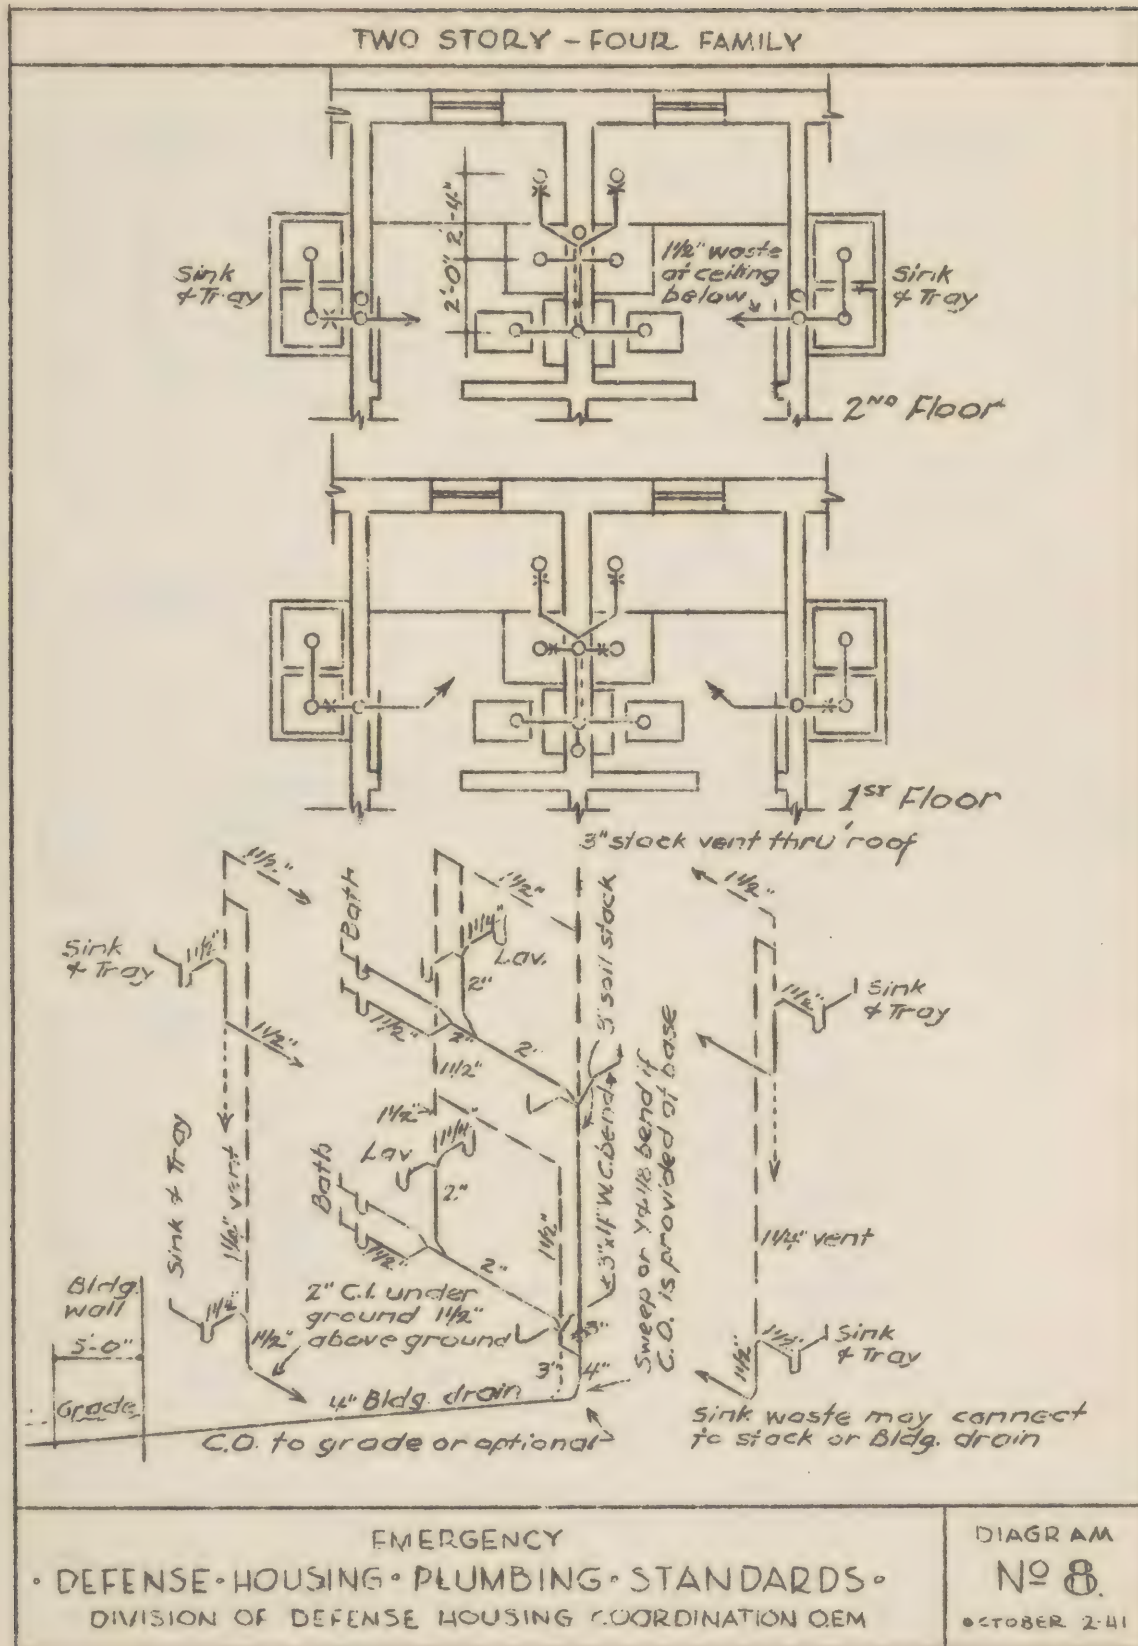 TWO STORY - FOUR FAMILY
2'-4"
2'-0"
Sink
& Tray
1½" waste
at ceiling
below
Sink
& Tray
2ND Floor
1ST Floor
3" stack vent thru roof
1½"
1½"
1½"
Bath
Sink
& Tray
1½"
1¼"
Lav.
2"
3" soil stack
1½"
Sink
& Tray
1½"
1½"
2"
2"
1½"
1½"
1¼"
Lav
2"
Bath
Sink & Tray
1½" vent
1½"
2"
1½"
*3"x4" W.C. bend
Sweep or Y & 1/8 bend if
C.O. is provided at base
1¼" vent
Bldg.
wall
5'-0"
Grade
1½"
1½"
2" C.I. under
ground 1½"
above ground
3"
3"
4"
4" Bldg. drain
C.O. to grade or optional
1½"
1½"
Sink
& Tray
Sink waste may connect
to stack or Bldg. drain
EMERGENCY
· DEFENSE · HOUSING · PLUMBING · STANDARDS ·
DIVISION OF DEFENSE HOUSING COORDINATION OEM
DIAGRAM
Nº 8.
OCTOBER 2-41